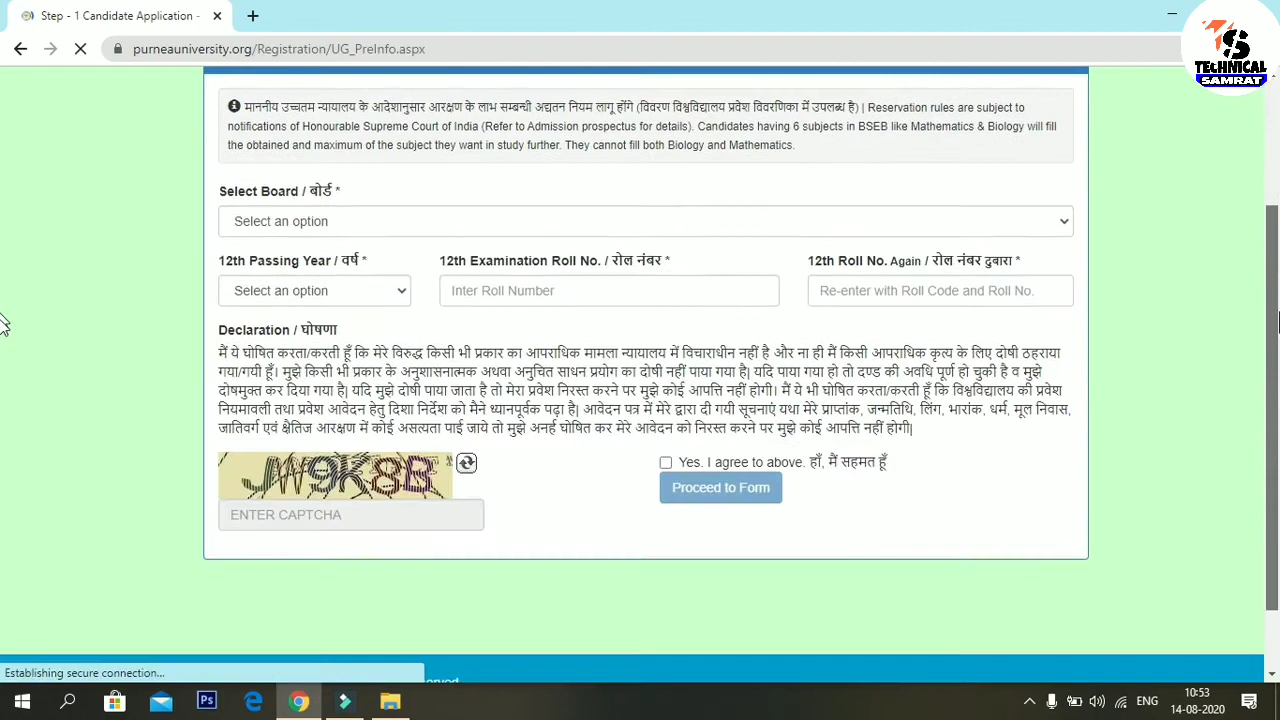 Step - 1 Candidate Application -
purneauniversity.org/Registration/UG_PreInfo.aspx
TS
TECHNICAL
SAMRAT
माननीय उच्चतम न्यायालय के आदेशानुसार आरक्षण के लाभ सम्बन्धी अद्यतन नियम लागू होंगे (विवरण विश्वविद्यालय प्रवेश विवरणिका में उपलब्ध है) | Reservation rules are subject to
notifications of Honourable Supreme Court of India (Refer to Admission prospectus for details). Candidates having 6 subjects in BSEB like Mathematics & Biology will fill
the obtained and maximum of the subject they want in study further. They cannot fill both Biology and Mathematics.
Select Board / बोर्ड *
Select an option
12th Passing Year / वर्ष * 12th Examination Roll No. / रोल नंबर * 12th Roll No. Again / रोल नंबर दुबारा *
Select an option Inter Roll Number Re-enter with Roll Code and Roll No.
Declaration / घोषणा
मैं ये घोषित करता/करती हूँ कि मेरे विरुद्ध किसी भी प्रकार का आपराधिक मामला न्यायालय में विचाराधीन नहीं है और ना ही मैं किसी आपराधिक कृत्य के लिए दोषी ठहराया
गया/गयी हूँ। मुझे किसी भी प्रकार के अनुशासनात्मक अथवा अनुचित साधन प्रयोग का दोषी नहीं पाया गया है| यदि पाया गया हो तो दण्ड की अवधि पूर्ण हो चुकी है व मुझे
दोषमुक्त कर दिया गया है| यदि मुझे दोषी पाया जाता है तो मेरा प्रवेश निरस्त करने पर मुझे कोई आपत्ति नहीं होगी। मैं ये भी घोषित करता/करती हूँ कि विश्वविद्यालय की प्रवेश
नियमावली तथा प्रवेश आवेदन हेतु दिशा निर्देश को मैने ध्यानपूर्वक पढ़ा है| आवेदन पत्र में मेरे द्वारा दी गयी सूचनाएं यथा मेरे प्राप्तांक, जन्मतिथि, लिंग, भारांक, धर्म, मूल निवास,
जातिवर्ग एवं क्षैतिज आरक्षण में कोई असत्यता पाई जाये तो मुझे अनर्ह घोषित कर मेरे आवेदन को निरस्त करने पर मुझे कोई आपत्ति नहीं होगी|
JW9K8R Yes. I agree to above. हाँ, मैं सहमत हूँ
Proceed to Form
ENTER CAPTCHA
Establishing secure connection...
erved
Ps
ENG
10:53
14-08-2020